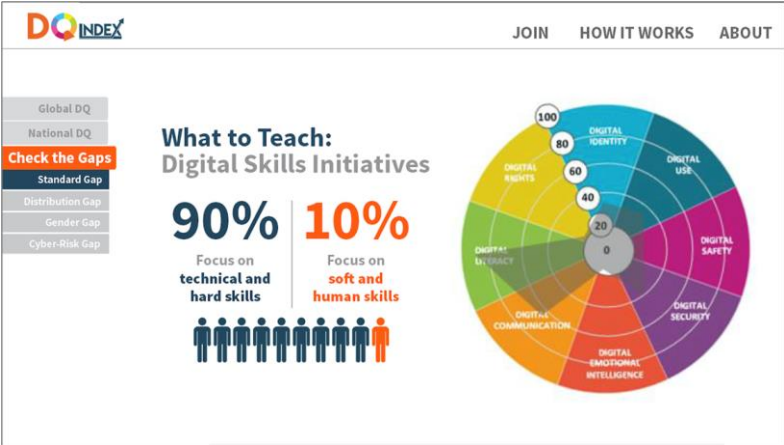 DQ INDEX
JOIN HOW IT WORKS ABOUT
Global DQ
National DQ
Check the Gaps
Standard Gap
Distribution Gap
Gender Gap
Cyber-Risk Gap
What to Teach:
Digital Skills Initiatives
90%
Focus on
technical and
hard skills
10%
Focus on
soft and
human skills
100
80
60
40
20
0
DIGITAL
IDENTITY
DIGITAL
USE
DIGITAL
SAFETY
DIGITAL
SECURITY
DIGITAL
EMOTIONAL
INTELLIGENCE
DIGITAL
COMMUNICATION
DIGITAL
LITERACY
DIGITAL
RIGHTS